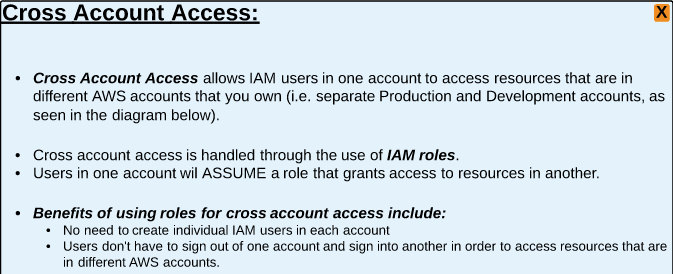 Cross Account Access:
X
• Cross Account Access allows IAM users in one account to access resources that are in
different AWS accounts that you own (i.e. separate Production and Development accounts, as
seen in the diagram below).
• Cross account access is handled through the use of IAM roles.
• Users in one account wil ASSUME a role that grants access to resources in another.
• Benefits of using roles for cross account access include:
• No need to create individual IAM users in each account
• Users don't have to sign out of one account and sign into another in order to access resources that are
in different AWS accounts.